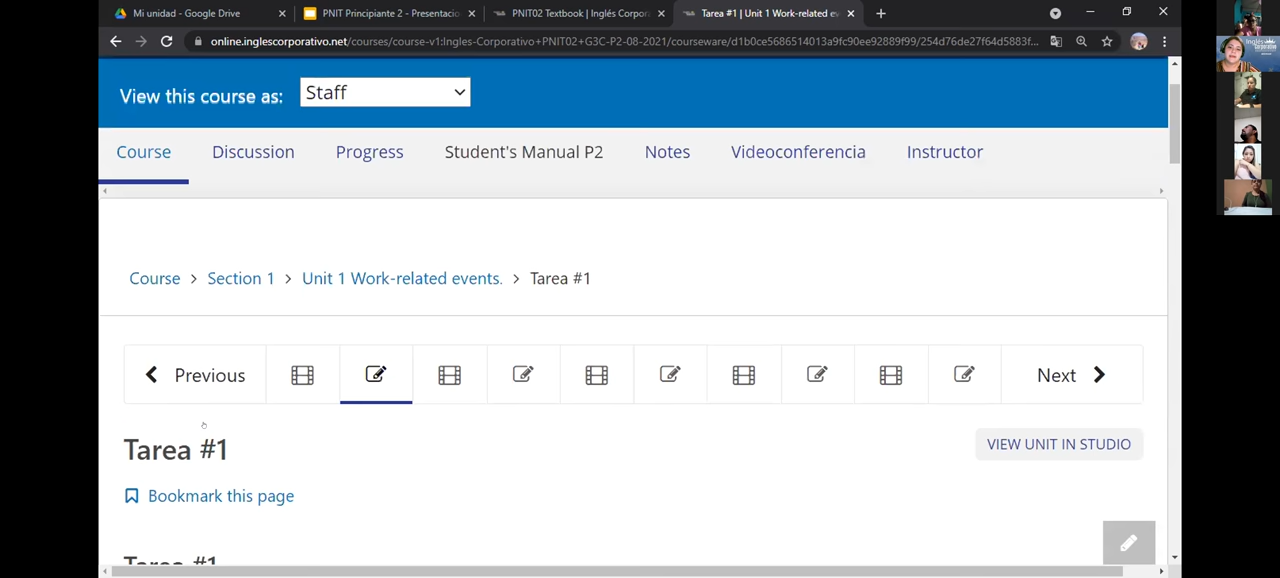 Mi unidad - Google Drive
PNIT Principiante 2 - Presentacio
PNIT02 Textbook | Inglés Corpor
Tarea #1 | Unit 1 Work-related e
online.inglescorporativo.net/courses/course-v1:Ingles-Corporativo+PNIT02+G3C-P2-08-2021/courseware/d1b0ce5686514013a9fc90ee92889f99/254d76de27f64d5883f...
View this course as: Staff
Course Discussion Progress Student's Manual P2 Notes Videoconferencia Instructor
Course > Section 1 > Unit 1 Work-related events. > Tarea #1
Previous Next
Tarea #1
VIEW UNIT IN STUDIO
Bookmark this page
Tarea #1